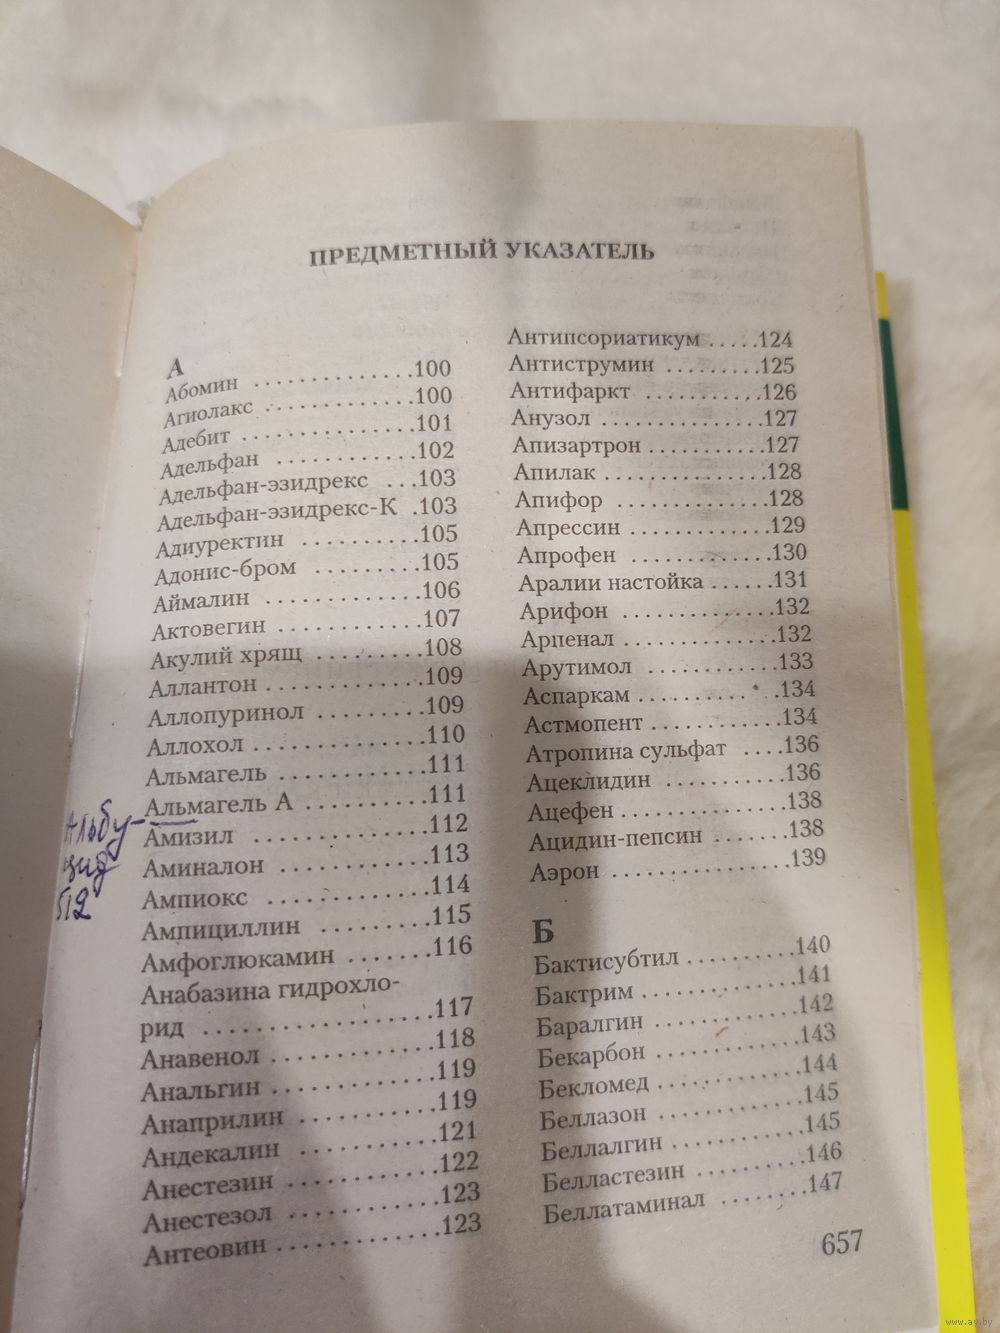 ПРЕДМЕТНЫЙ УКАЗАТЕЛЬ
А
Абомин . . . . . . . . . . . . . .100
Агиолакс . . . . . . . . . . . . .100
Адебит . . . . . . . . . . . . . .101
Адельфан . . . . . . . . . . . .102
Адельфан-эзидрекс . . .103
Адельфан-эзидрекс-К .103
Адиуректин . . . . . . . . . .105
Адонис-бром . . . . . . . . .105
Аймалин . . . . . . . . . . . . .106
Актовегин . . . . . . . . . . . .107
Акулий хрящ . . . . . . . . .108
Аллантон . . . . . . . . . . . . .109
Аллопуринол . . . . . . . . .109
Аллохол . . . . . . . . . . . . . .110
Альмагель . . . . . . . . . . . .111
Альмагель А . . . . . . . . . .111
Амизил . . . . . . . . . . . . . .112
Аминалон . . . . . . . . . . . .113
Ампиокс . . . . . . . . . . . . .114
Ампициллин . . . . . . . . .115
Амфоглюкамин . . . . . . .116
Анабазина гидрохло-
рид . . . . . . . . . . . . . . . . . .117
Анавенол . . . . . . . . . . . . .118
Анальгин . . . . . . . . . . . . .119
Анаприлин . . . . . . . . . . .119
Андекалин . . . . . . . . . . .121
Анестезин . . . . . . . . . . . .122
Анестезол . . . . . . . . . . . .123
Антеовин . . . . . . . . . . . . .123
Альбу-
цид
512
Антипсориатикум . . . . .124
Антиструмин . . . . . . . . .125
Антифаркт . . . . . . . . . . .126
Анузол . . . . . . . . . . . . . . .127
Апизартрон . . . . . . . . . . .127
Апилак . . . . . . . . . . . . . . .128
Апифор . . . . . . . . . . . . . .128
Апрессин . . . . . . . . . . . . .129
Апрофен . . . . . . . . . . . . .130
Аралии настойка . . . . . .131
Арифон . . . . . . . . . . . . . .132
Арпенал . . . . . . . . . . . . . .132
Арутимол . . . . . . . . . . . .133
Аспаркам . . . . . . . . . . . . .134
Астмопент . . . . . . . . . . . .134
Атропина сульфат . . . .136
Ацеклидин . . . . . . . . . . .136
Ацефен . . . . . . . . . . . . . . .138
Ацидин-пепсин . . . . . . .138
Аэрон . . . . . . . . . . . . . . . .139
Б
Бактисубтил . . . . . . . . . .140
Бактрим . . . . . . . . . . . . . .141
Баралгин . . . . . . . . . . . . .142
Бекарбон . . . . . . . . . . . . .143
Бекломед . . . . . . . . . . . . .144
Беллазон . . . . . . . . . . . . .145
Беллалгин . . . . . . . . . . . .145
Белластезин . . . . . . . . . .146
Беллатаминал . . . . . . . .147
657
www.ay.by